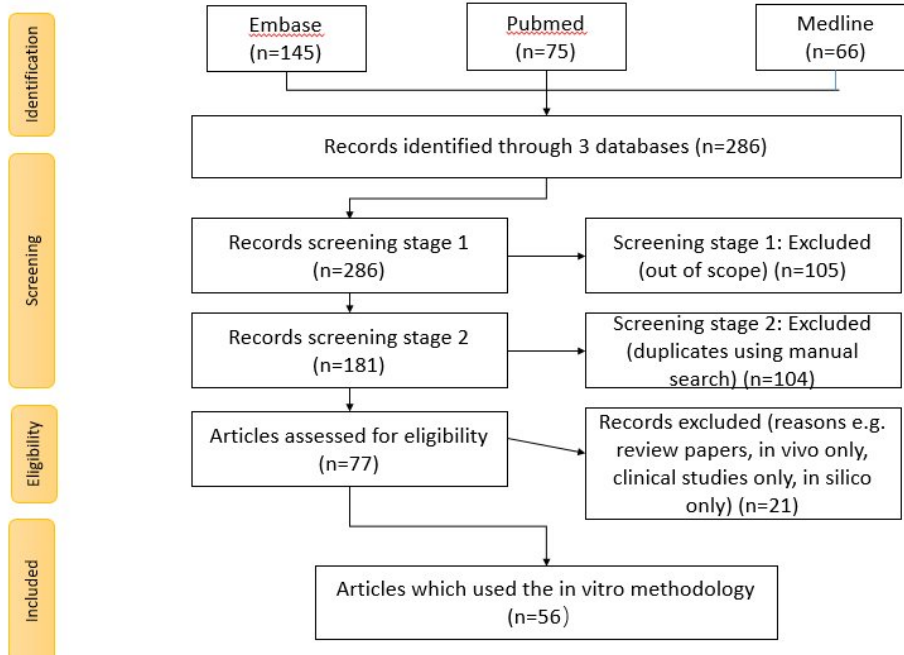 Identification
Embase
(n=145)
Pubmed
(n=75)
Medline
(n=66)
Records identified through 3 databases (n=286)
Screening
Records screening stage 1
(n=286)
Screening stage 1: Excluded
(out of scope) (n=105)
Records screening stage 2
(n=181)
Screening stage 2: Excluded
(duplicates using manual
search) (n=104)
Eligibility
Articles assessed for eligibility
(n=77)
Records excluded (reasons e.g.
review papers, in vivo only,
clinical studies only, in silico
only) (n=21)
Included
Articles which used the in vitro methodology
(n=56）